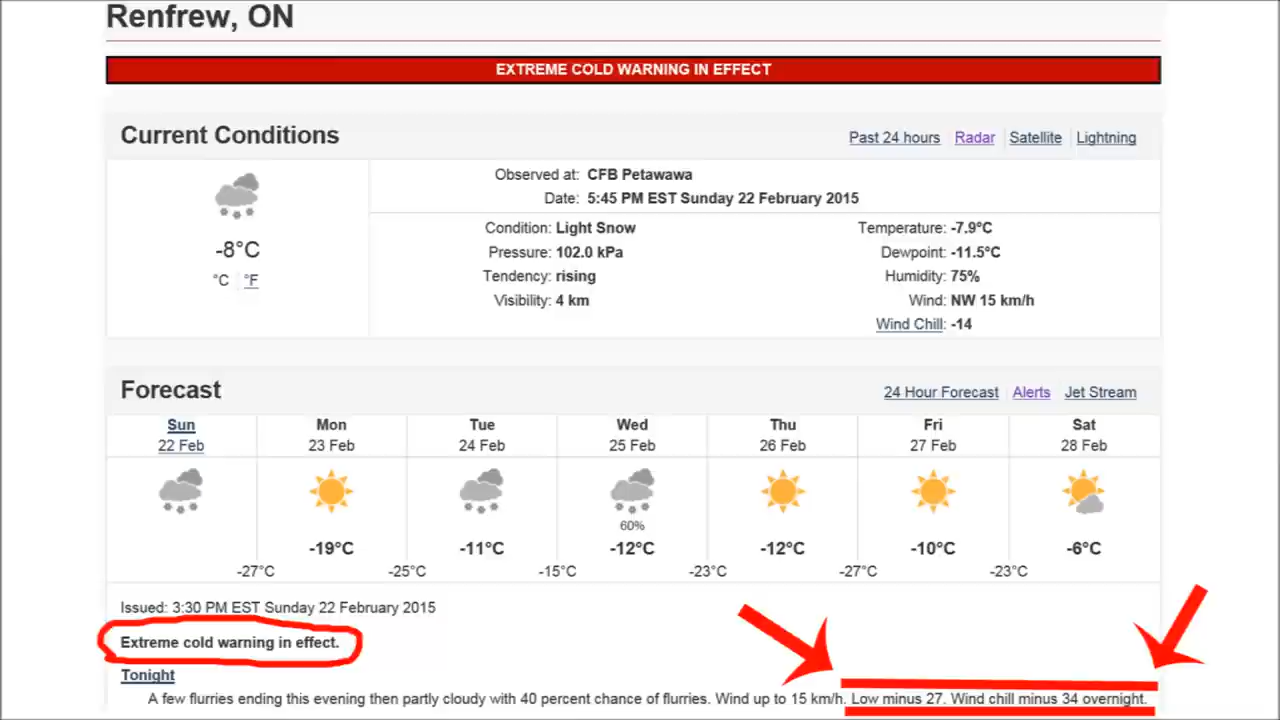 Renfrew, ON
EXTREME COLD WARNING IN EFFECT
Current Conditions
Past 24 hours Radar Satellite Lightning
-8°C
°C °F
Observed at: CFB Petawawa
Date: 5:45 PM EST Sunday 22 February 2015
Condition: Light Snow
Pressure: 102.0 kPa
Tendency: rising
Visibility: 4 km
Temperature: -7.9°C
Dewpoint: -11.5°C
Humidity: 75%
Wind: NW 15 km/h
Wind Chill: -14
Forecast
24 Hour Forecast Alerts Jet Stream
Sun Mon Tue Wed Thu Fri Sat
22 Feb 23 Feb 24 Feb 25 Feb 26 Feb 27 Feb 28 Feb
60%
-19°C -11°C -12°C -12°C -10°C -6°C
-27°C -25°C -15°C -23°C -27°C -23°C
Issued: 3:30 PM EST Sunday 22 February 2015
Extreme cold warning in effect.
Tonight
A few flurries ending this evening then partly cloudy with 40 percent chance of flurries. Wind up to 15 km/h. Low minus 27. Wind chill minus 34 overnight.